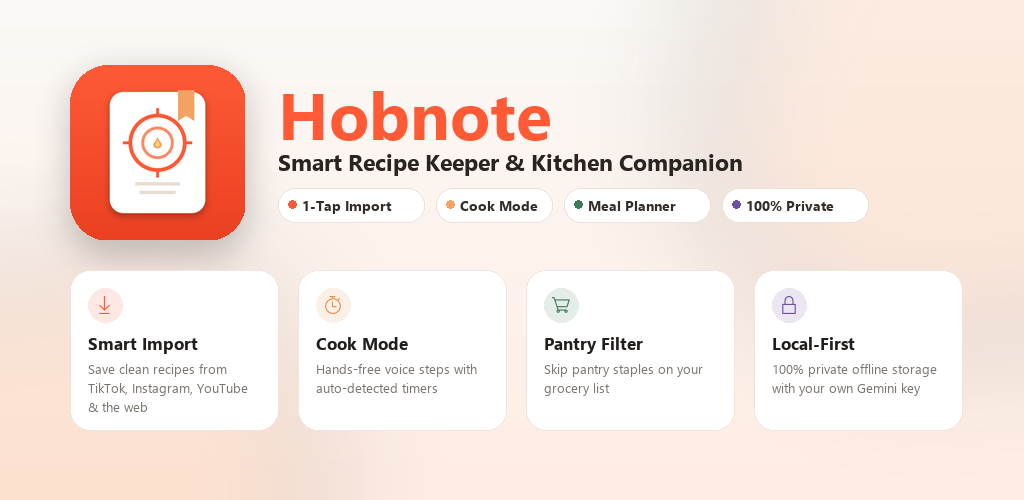 Hobnote
Smart Recipe Keeper & Kitchen Companion
1-Tap Import
Cook Mode
Meal Planner
100% Private
Smart Import
Save clean recipes from
TikTok, Instagram, YouTube
& the web
Cook Mode
Hands-free voice steps with
auto-detected timers
Pantry Filter
Skip pantry staples on your
grocery list
Local-First
100% private offline storage
with your own Gemini key